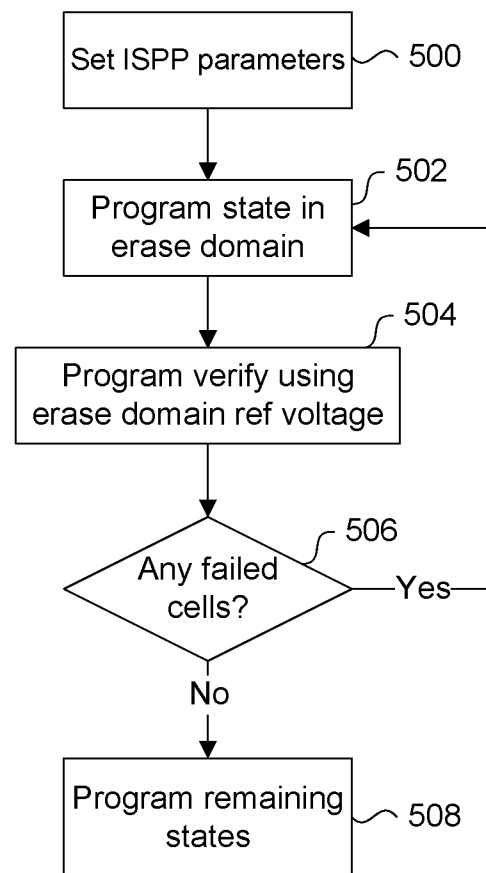 Set ISPP parameters
500
502
Program state in
erase domain
504
Program verify using
erase domain ref voltage
506
Any failed
cells?
Yes
No
Program remaining
states
508